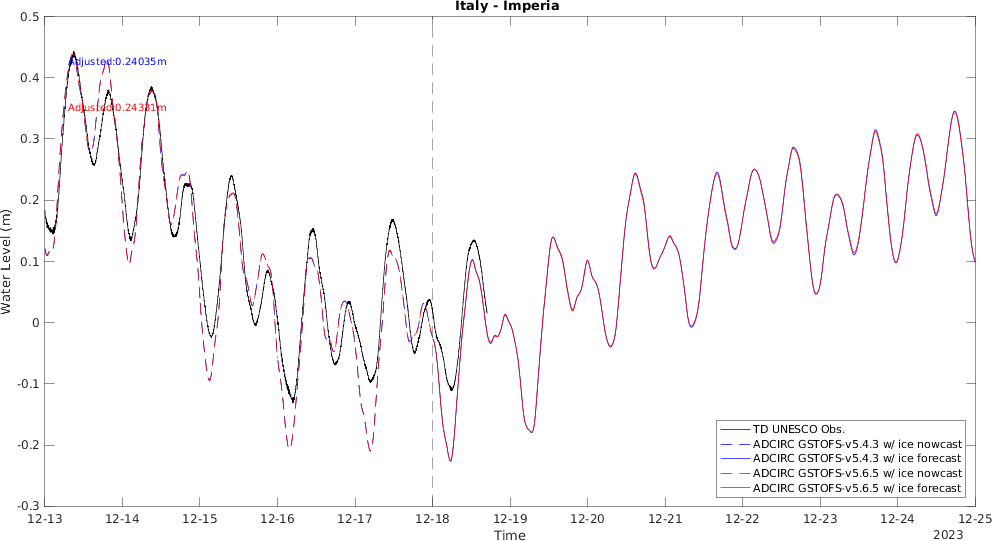 Italy - Imperia
0.5
0.4
0.3
0.2
0.1
0
-0.1
-0.2
-0.3
Water Level (m)
Adjusted:0.24035m
Adjusted:0.24381m
TD UNESCO Obs.
ADCIRC GSTOFS-v5.4.3 w/ ice nowcast
ADCIRC GSTOFS-v5.4.3 w/ ice forecast
ADCIRC GSTOFS-v5.6.5 w/ ice nowcast
ADCIRC GSTOFS-v5.6.5 w/ ice forecast
12-13 12-14 12-15 12-16 12-17 12-18 12-19 12-20 12-21 12-22 12-23 12-24 12-25
Time
2023